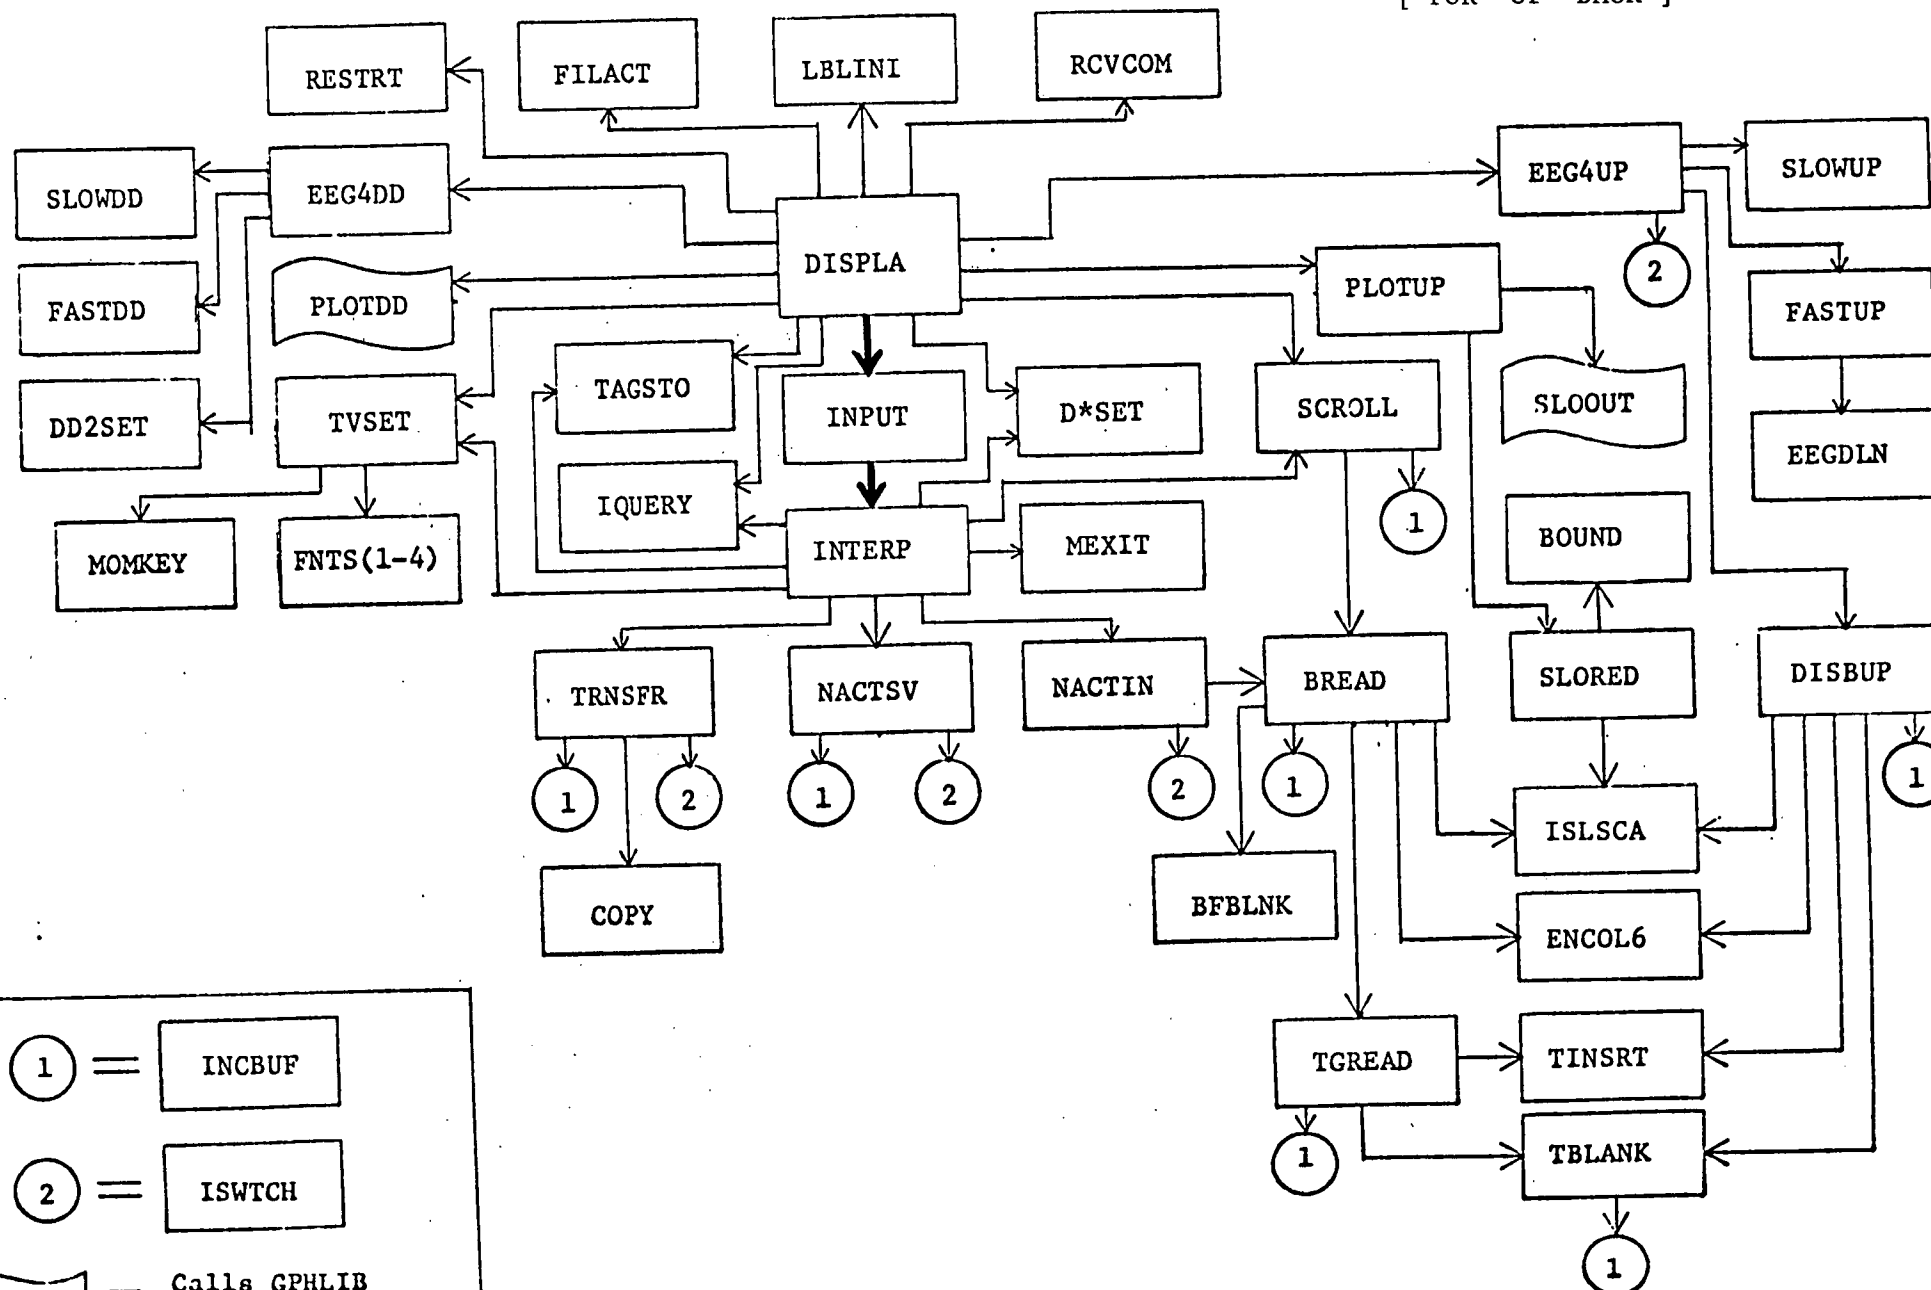 RESTRT
FILACT
LBLINI
RCVCOM
SLOWDD
EEG4DD
DISPLA
EEG4UP
SLOWUP
FASTDD
PLOTDD
PLOTUP
2
FASTUP
DD2SET
TVSET
TAGSTO
INPUT
D*SET
SCROLL
SLOOUT
EEGDLN
MOMKEY
FNTS(1-4)
IQUERY
INTERP
MEXIT
1
BOUND
TRNSFR
NACTSV
NACTIN
BREAD
SLORED
DISBUP
1
2
1
2
2
1
1
COPY
BFBLNK
ISLSCA
ENCOL6
TGREAD
TINSRT
1
TBLANK
1
1 = INCBUF
2 = ISWTCH
= Calls GPHLIB